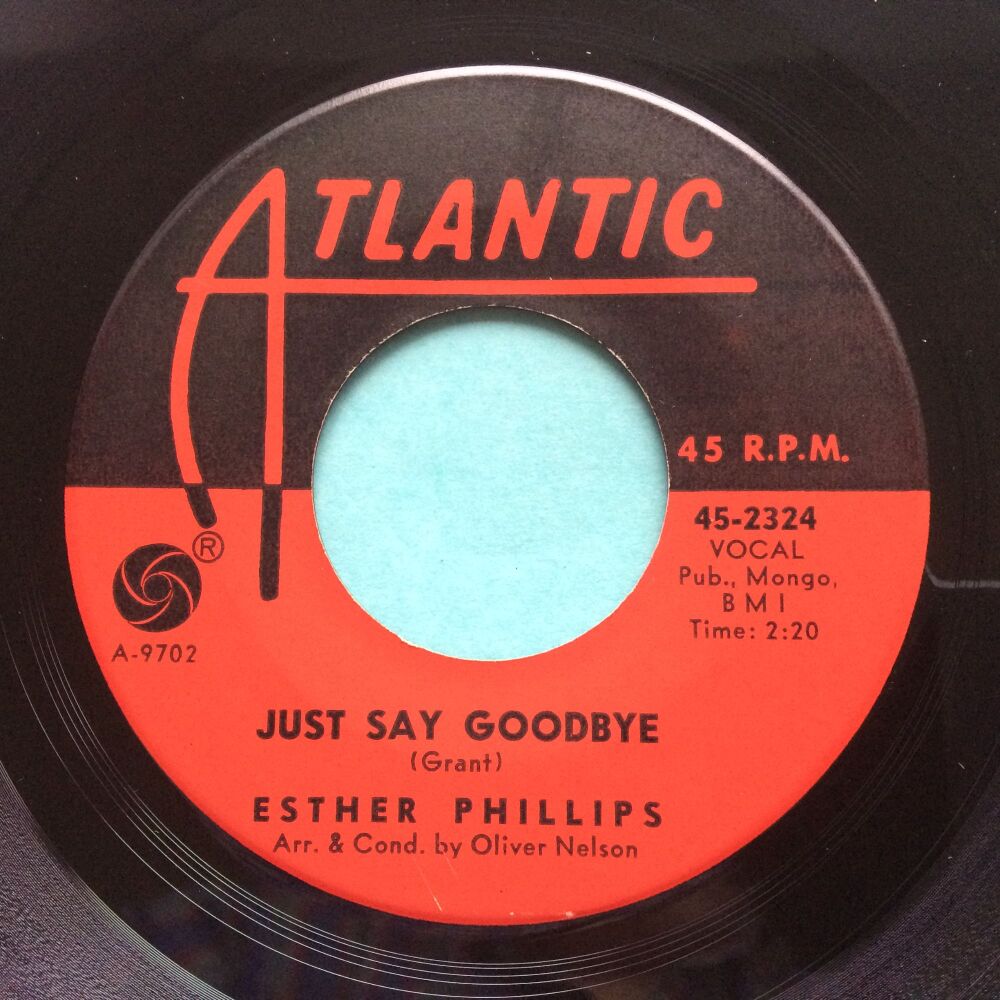 ATLANTIC
45 R.P.M.
45-2324
VOCAL
Pub., Mongo,
BMI
Time: 2:20
®
A-9702
JUST SAY GOODBYE
(Grant)
ESTHER PHILLIPS
Arr. & Cond. by Oliver Nelson